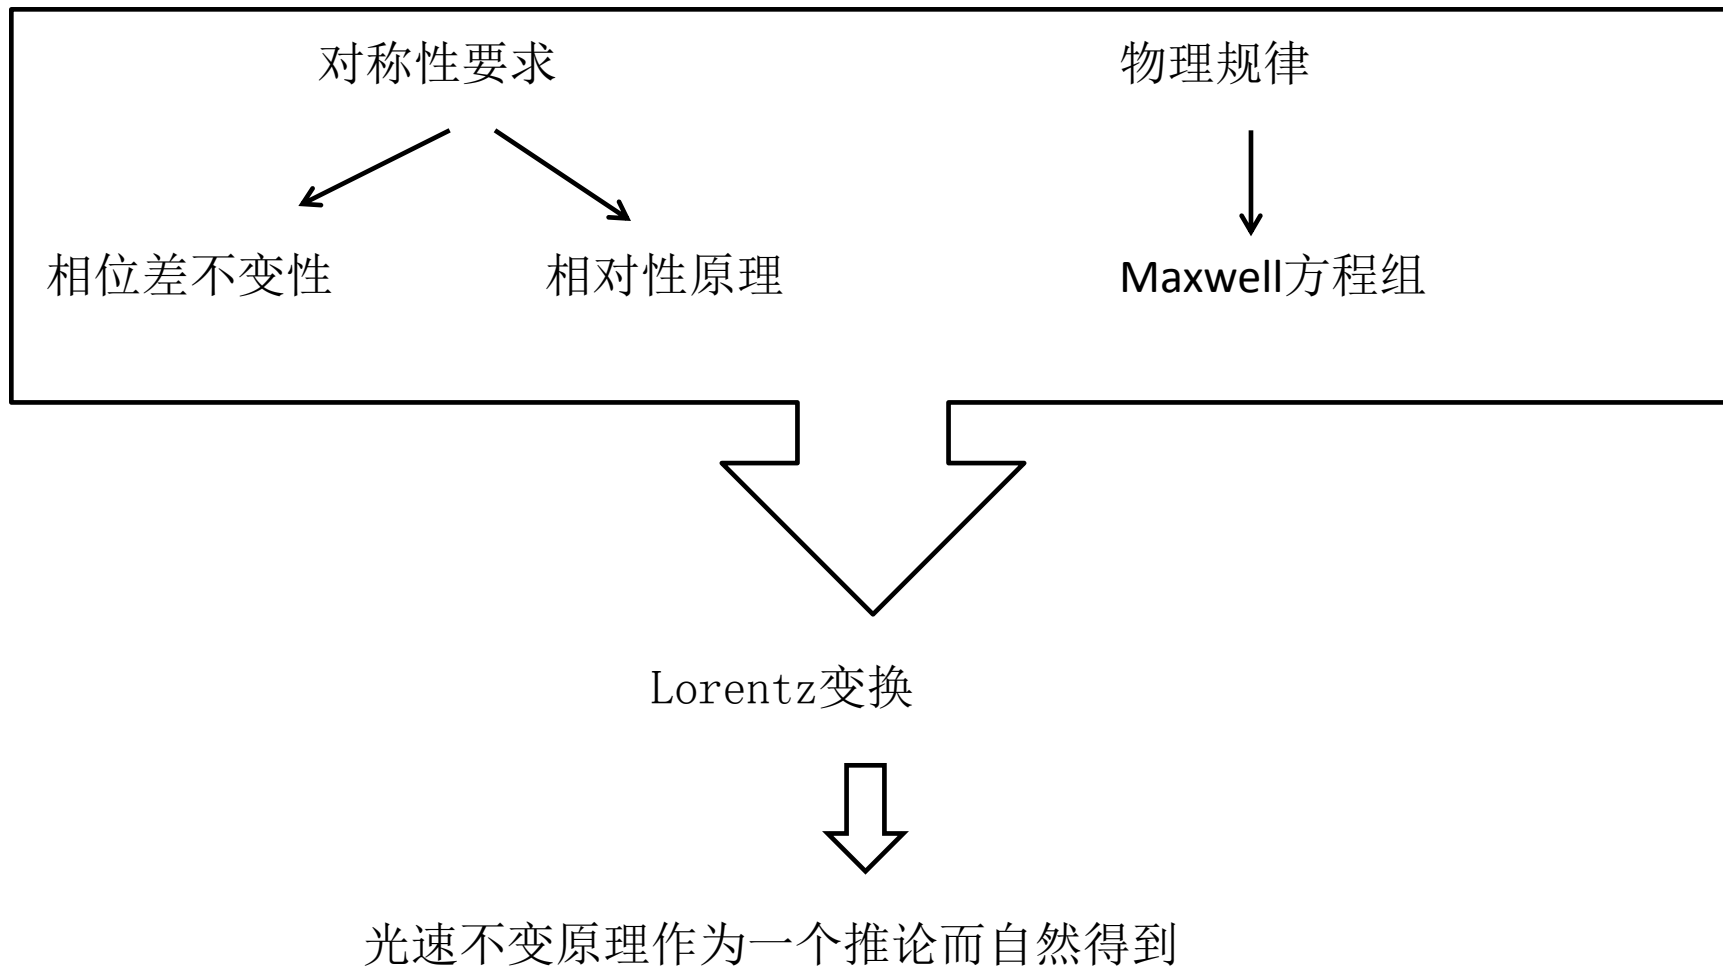 对称性要求
物理规律
相位差不变性
相对性原理
Maxwell方程组
Lorentz变换
光速不变原理作为一个推论而自然得到